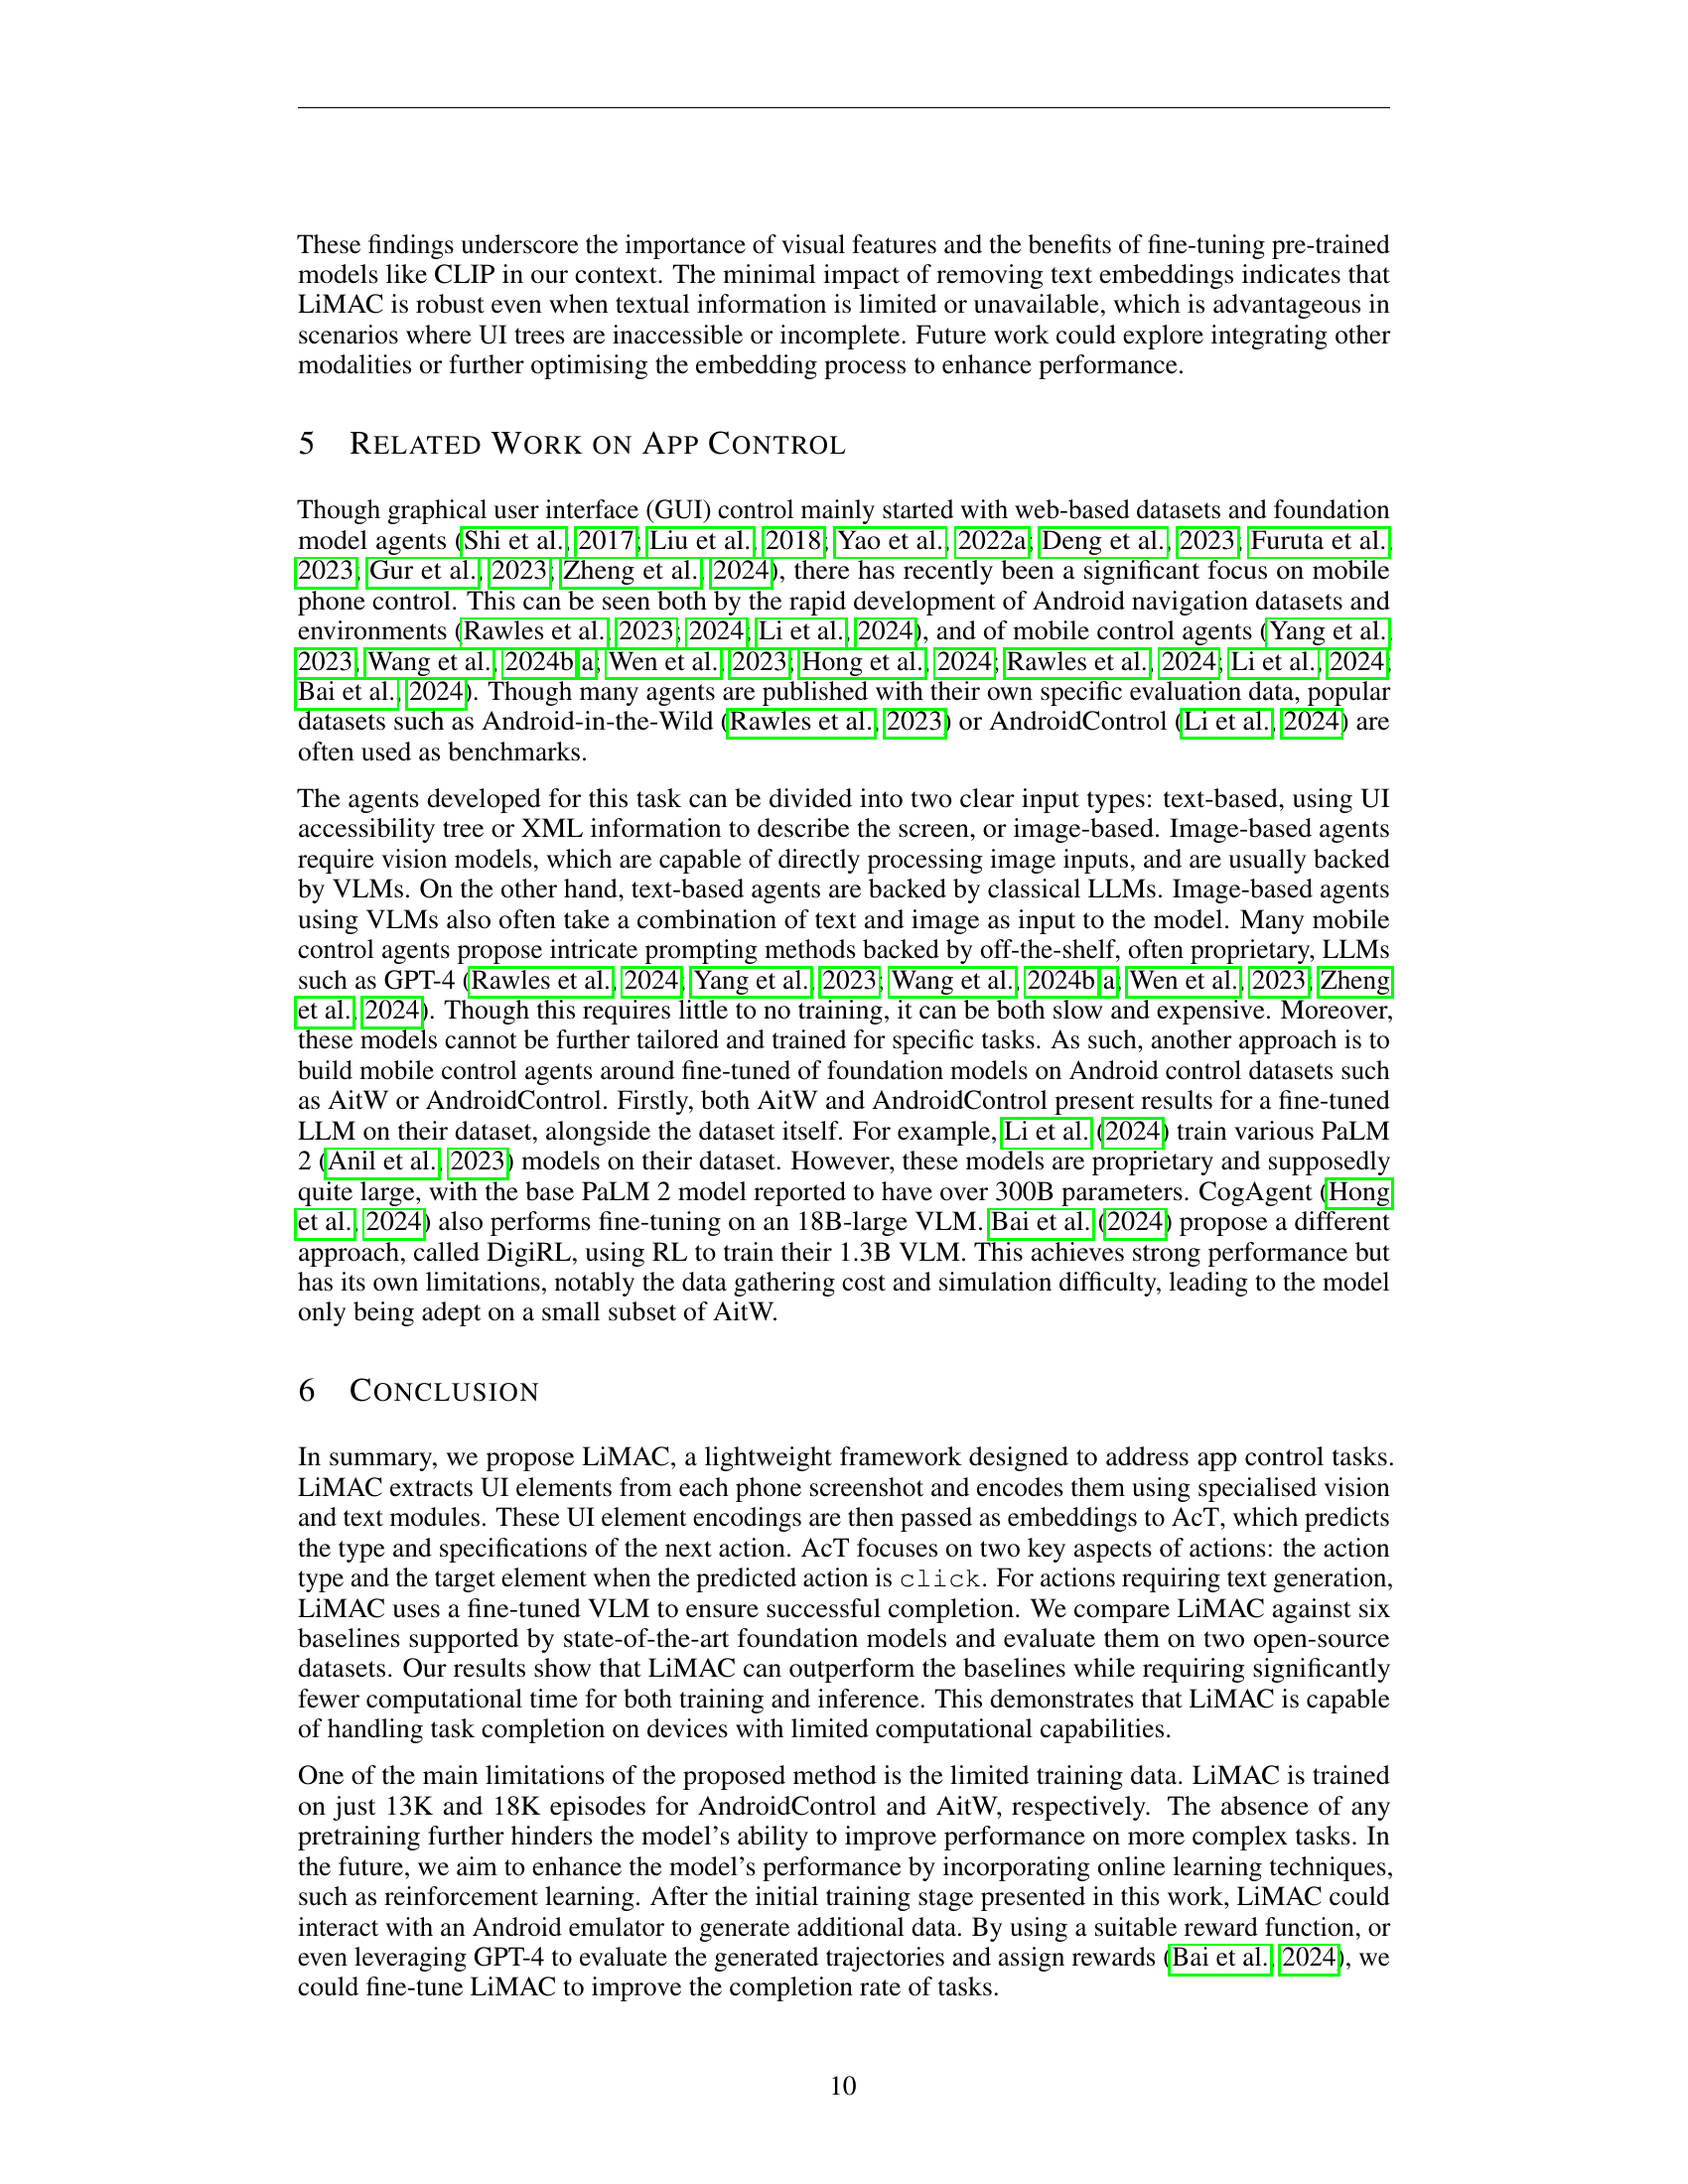 These findings underscore the importance of visual features and the benefits of fine-tuning pre-trained
models like CLIP in our context. The minimal impact of removing text embeddings indicates that
LiMAC is robust even when textual information is limited or unavailable, which is advantageous in
scenarios where UI trees are inaccessible or incomplete. Future work could explore integrating other
modalities or further optimising the embedding process to enhance performance.
5 RELATED WORK ON APP CONTROL
Though graphical user interface (GUI) control mainly started with web-based datasets and foundation
model agents (Shi et al., 2017; Liu et al., 2018; Yao et al., 2022a; Deng et al., 2023; Furuta et al.,
2023; Gur et al., 2023; Zheng et al., 2024), there has recently been a significant focus on mobile
phone control. This can be seen both by the rapid development of Android navigation datasets and
environments (Rawles et al., 2023; 2024; Li et al., 2024), and of mobile control agents (Yang et al.,
2023; Wang et al., 2024b;a; Wen et al., 2023; Hong et al., 2024; Rawles et al., 2024; Li et al., 2024;
Bai et al., 2024). Though many agents are published with their own specific evaluation data, popular
datasets such as Android-in-the-Wild (Rawles et al., 2023) or AndroidControl (Li et al., 2024) are
often used as benchmarks.
The agents developed for this task can be divided into two clear input types: text-based, using UI
accessibility tree or XML information to describe the screen, or image-based. Image-based agents
require vision models, which are capable of directly processing image inputs, and are usually backed
by VLMs. On the other hand, text-based agents are backed by classical LLMs. Image-based agents
using VLMs also often take a combination of text and image as input to the model. Many mobile
control agents propose intricate prompting methods backed by off-the-shelf, often proprietary, LLMs
such as GPT-4 (Rawles et al., 2024; Yang et al., 2023; Wang et al., 2024b;a; Wen et al., 2023; Zheng
et al., 2024). Though this requires little to no training, it can be both slow and expensive. Moreover,
these models cannot be further tailored and trained for specific tasks. As such, another approach is to
build mobile control agents around fine-tuned of foundation models on Android control datasets such
as AitW or AndroidControl. Firstly, both AitW and AndroidControl present results for a fine-tuned
LLM on their dataset, alongside the dataset itself. For example, Li et al. (2024) train various PaLM
2 (Anil et al., 2023) models on their dataset. However, these models are proprietary and supposedly
quite large, with the base PaLM 2 model reported to have over 300B parameters. CogAgent (Hong
et al., 2024) also performs fine-tuning on an 18B-large VLM. Bai et al. (2024) propose a different
approach, called DigiRL, using RL to train their 1.3B VLM. This achieves strong performance but
has its own limitations, notably the data gathering cost and simulation difficulty, leading to the model
only being adept on a small subset of AitW.
6 CONCLUSION
In summary, we propose LiMAC, a lightweight framework designed to address app control tasks.
LiMAC extracts UI elements from each phone screenshot and encodes them using specialised vision
and text modules. These UI element encodings are then passed as embeddings to AcT, which predicts
the type and specifications of the next action. AcT focuses on two key aspects of actions: the action
type and the target element when the predicted action is click. For actions requiring text generation,
LiMAC uses a fine-tuned VLM to ensure successful completion. We compare LiMAC against six
baselines supported by state-of-the-art foundation models and evaluate them on two open-source
datasets. Our results show that LiMAC can outperform the baselines while requiring significantly
fewer computational time for both training and inference. This demonstrates that LiMAC is capable
of handling task completion on devices with limited computational capabilities.
One of the main limitations of the proposed method is the limited training data. LiMAC is trained
on just 13K and 18K episodes for AndroidControl and AitW, respectively. The absence of any
pretraining further hinders the model's ability to improve performance on more complex tasks. In
the future, we aim to enhance the model's performance by incorporating online learning techniques,
such as reinforcement learning. After the initial training stage presented in this work, LiMAC could
interact with an Android emulator to generate additional data. By using a suitable reward function, or
even leveraging GPT-4 to evaluate the generated trajectories and assign rewards (Bai et al., 2024), we
could fine-tune LiMAC to improve the completion rate of tasks.
10